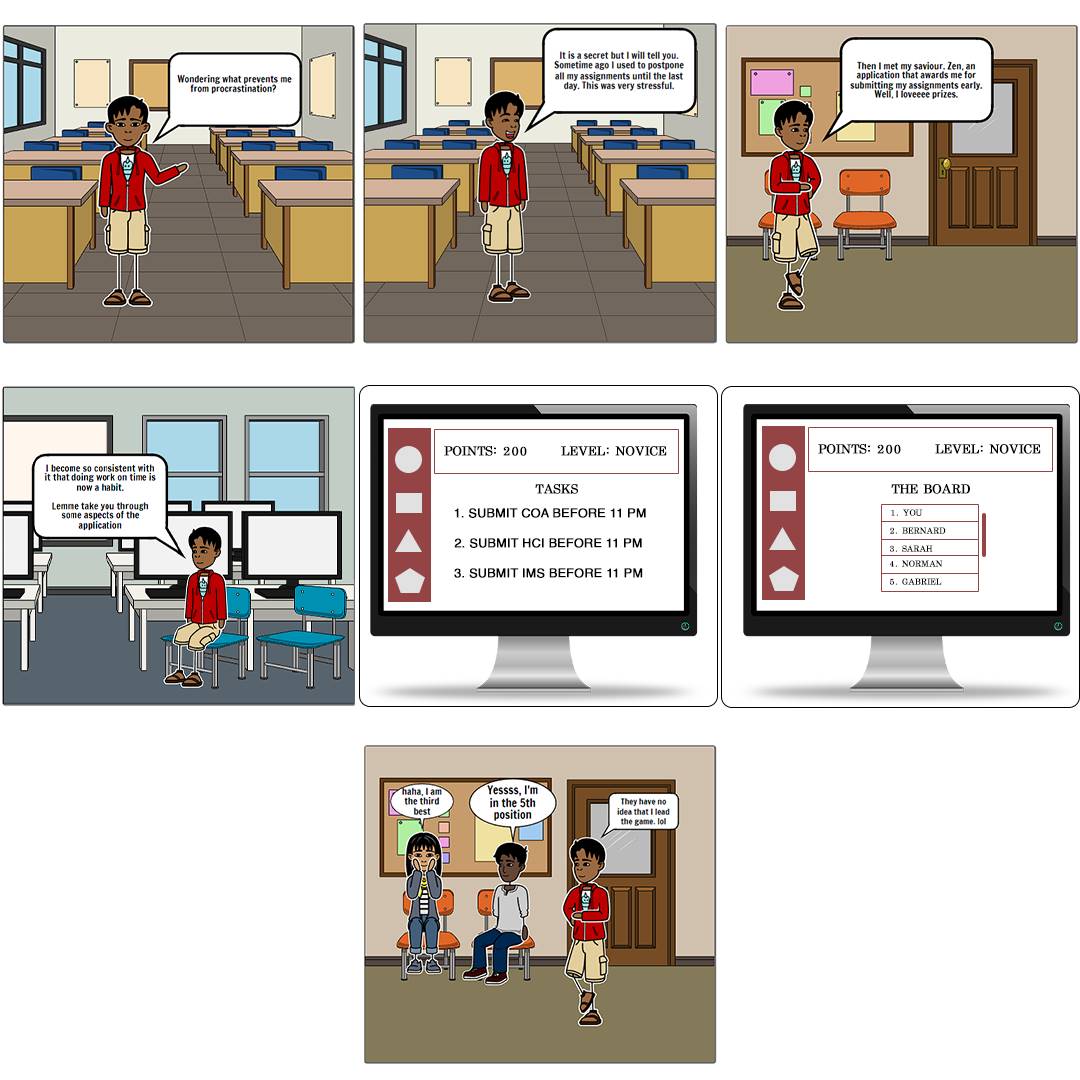 Wondering what prevents me
from procrastination?
It is a secret but I will tell you.
Sometime ago I used to postpone
all my assignments until the last
day. This was very stressful.
Then I met my saviour. Zen, an
application that awards me for
submitting my assignments early.
Well, I loveeee prizes.
I become so consistent with
it that doing work on time is
now a habit.
Lemme take you through
some aspects of the
application
POINTS: 200 LEVEL: NOVICE
TASKS
1. SUBMIT COA BEFORE 11 PM
2. SUBMIT HCI BEFORE 11 PM
3. SUBMIT IMS BEFORE 11 PM
POINTS: 200 LEVEL: NOVICE
THE BOARD
1. YOU
2. BERNARD
3. SARAH
4. NORMAN
5. GABRIEL
haha, I am
the third
best
Yessss, I'm
in the 5th
position
They have no
idea that I lead
the game. lol